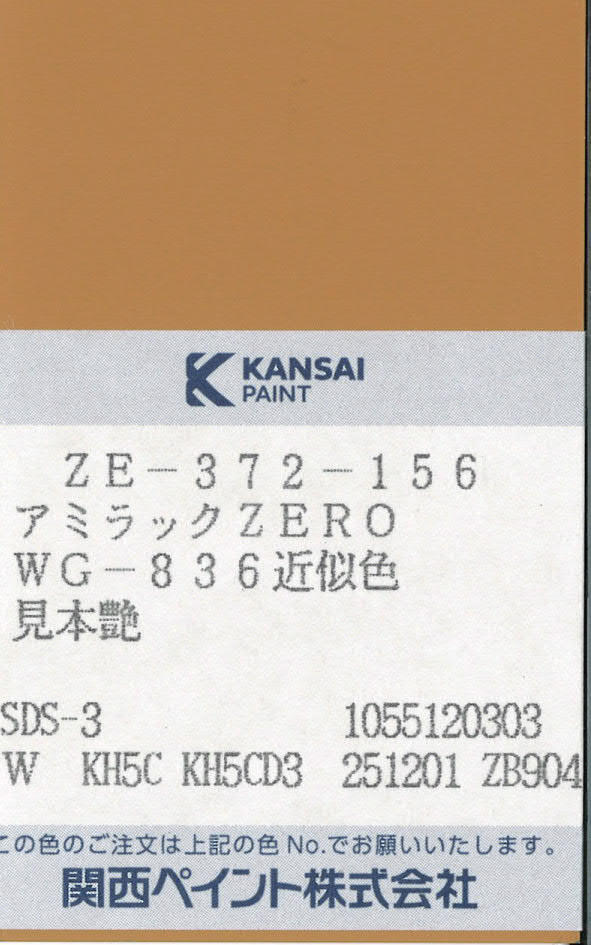 KANSAI
PAINT
ZE-372-156
アミラックZERO
WG-836近似色
見本艶
SDS-3 1055120303
W KH5C KH5CD3 251201 ZB904
この色のご注文は上記の色No.でお願いいたします。
関西ペイント株式会社